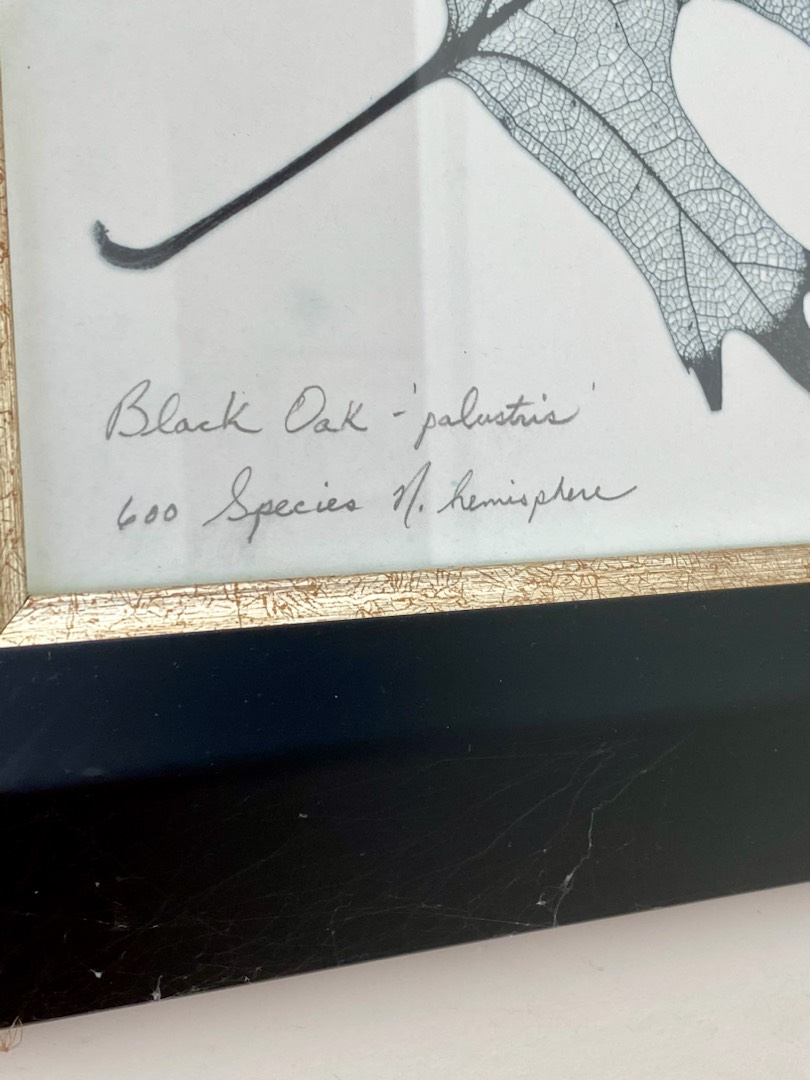 Black Oak - 'palustris'
600 Species N. hemisphere